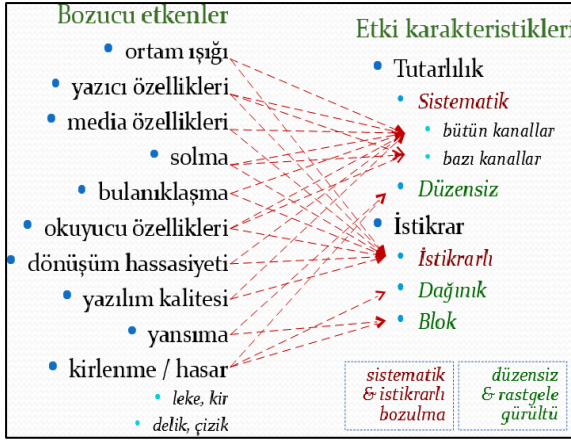 Bozucu etkenler
ortam ışığı
yazıcı özellikleri
media özellikleri
solma
bulanıklaşma
okuyucu özellikleri
dönüşüm hassasiyeti
yazılım kalitesi
yansıma
kirlenme / hasar
leke, kir
delik, çizik
Etki karakteristikleri
Tutarlılık
Sistematik
bütün kanallar
bazı kanallar
Düzensiz
İstikrar
İstikrarlı
Dağınık
Blok
sistematik
& istikrarlı
bozulma
düzensiz
& rastgele
gürültü